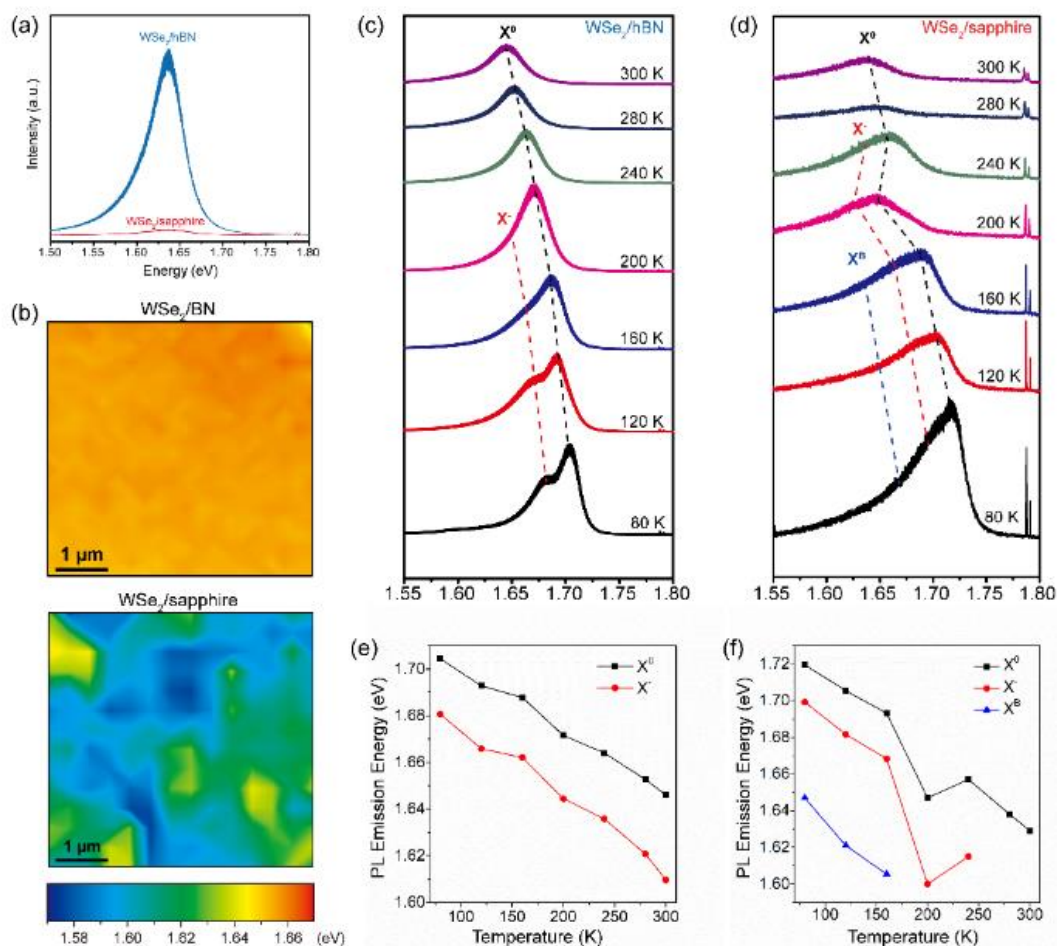 (a)
WSe₂/hBN
WSe₂/sapphire
Intensity (a.u.)
1.50 1.55 1.60 1.65 1.70 1.75 1.80
Energy (eV)
(b)
WSe₂/BN
1 μm
WSe₂/sapphire
1 μm
1.58 1.60 1.62 1.64 1.66 (eV)
(c)
X⁰
WSe₂/hBN
300 K
280 K
240 K
X⁻
200 K
160 K
120 K
80 K
1.55 1.60 1.65 1.70 1.75 1.80
(d)
X⁰
WSe₂/sapphire
300 K
280 K
X⁻
240 K
200 K
Xᴮ
160 K
120 K
80 K
1.55 1.60 1.65 1.70 1.75 1.80
(e)
X⁰
X⁻
PL Emission Energy (eV)
1.70
1.68
1.66
1.64
1.62
1.60
100 150 200 250 300
Temperature (K)
(f)
X⁰
X⁻
Xᴮ
PL Emission Energy (eV)
1.72
1.70
1.68
1.66
1.64
1.62
1.60
100 150 200 250 300
Temperature (K)